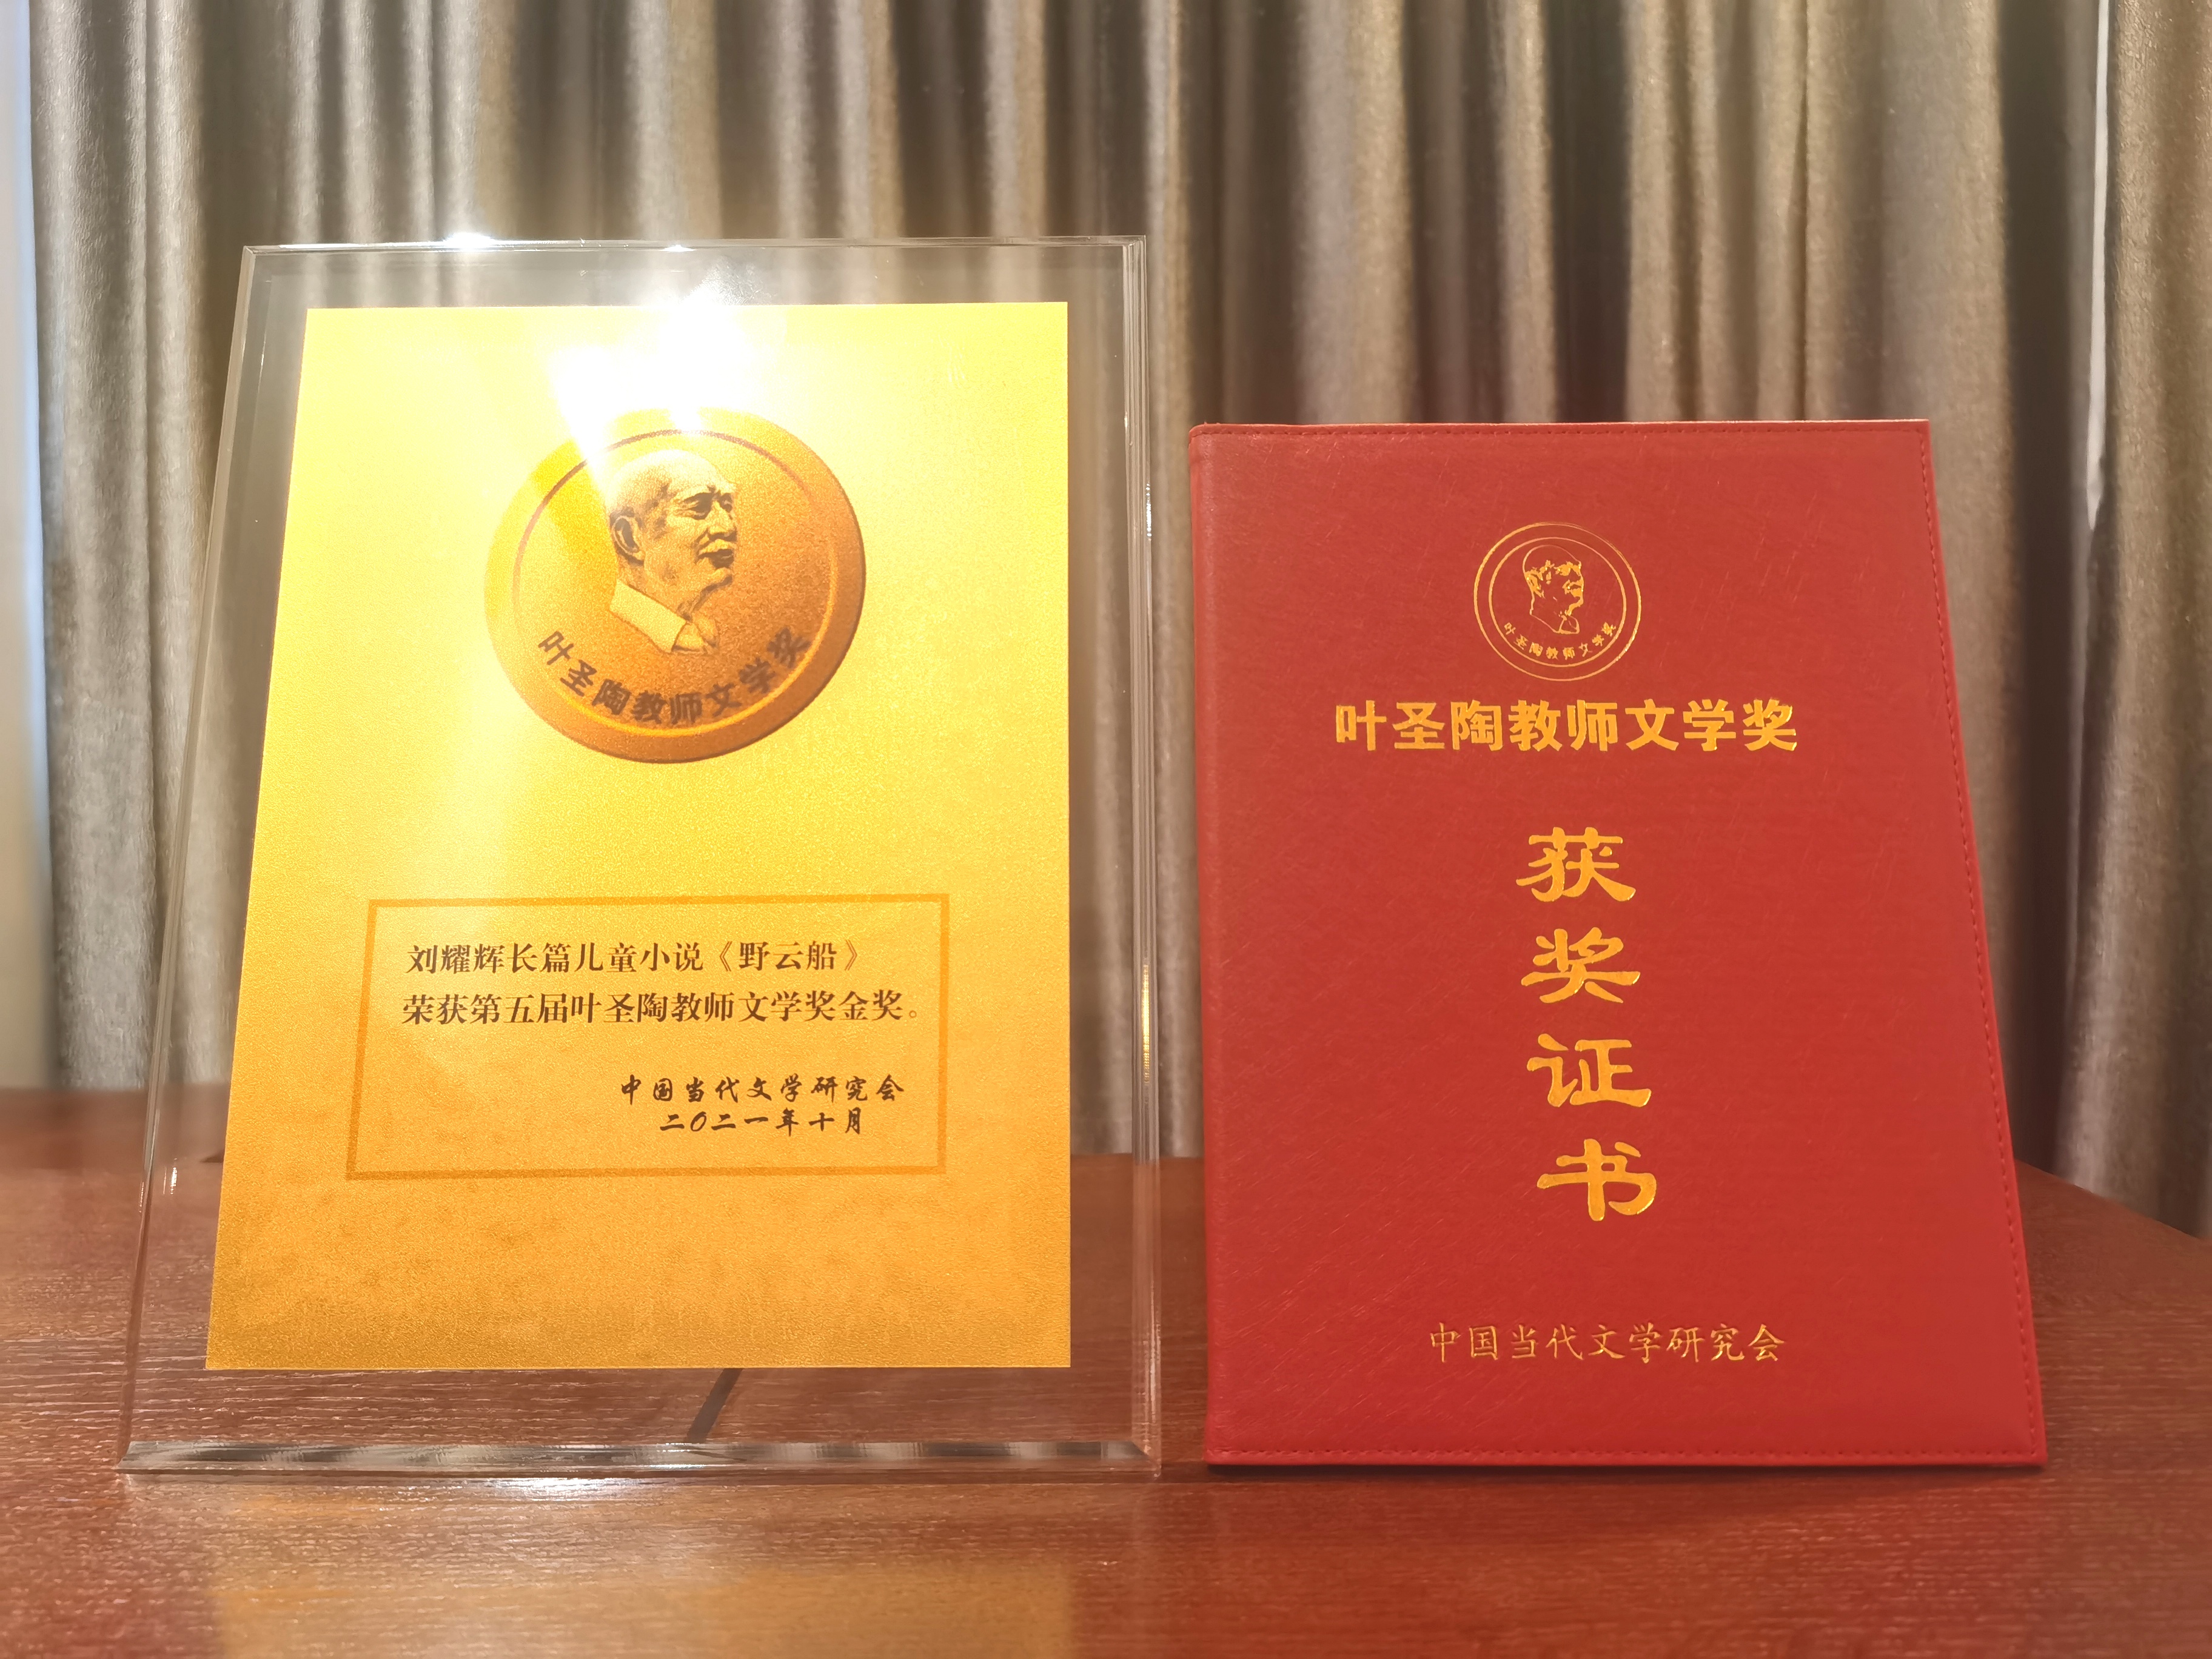 叶圣陶教师文学奖
刘耀辉长篇儿童小说《野云船》
荣获第五届叶圣陶教师文学奖金奖。
中国当代文学研究会
二〇二一年十月
叶圣陶教师文学奖
叶圣陶教师文学奖
获
奖
证
书
中国当代文学研究会